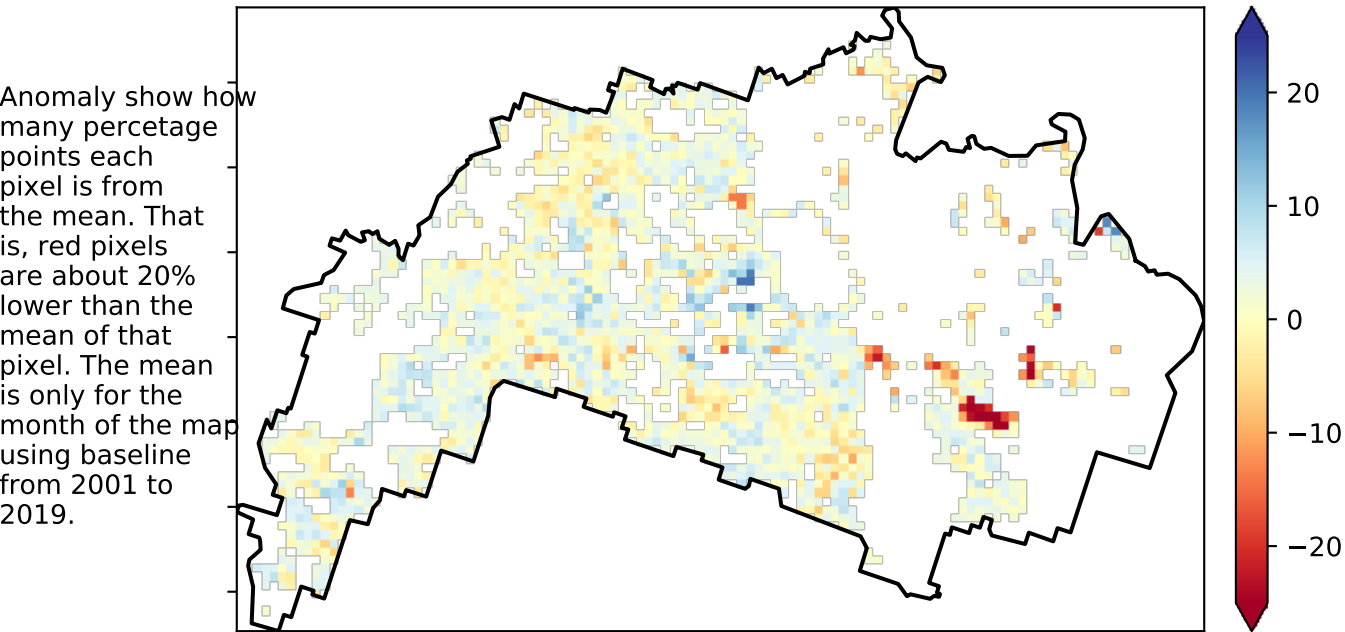 Anomaly show how
many percetage
points each
pixel is from
the mean. That
is, red pixels
are about 20%
lower than the
mean of that
pixel. The mean
is only for the
month of the map
using baseline
from 2001 to
2019.
20
10
0
−10
−20